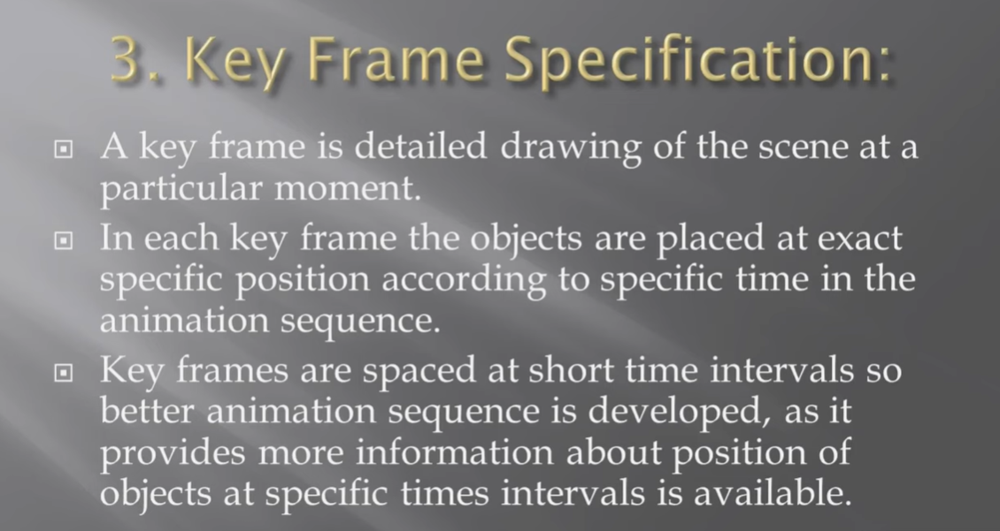 3. Key Frame Specification:
A key frame is detailed drawing of the scene at a
particular moment.
In each key frame the objects are placed at exact
specific position according to specific time in the
animation sequence.
Key frames are spaced at short time intervals so
better animation sequence is developed, as it
provides more information about position of
objects at specific times intervals is available.